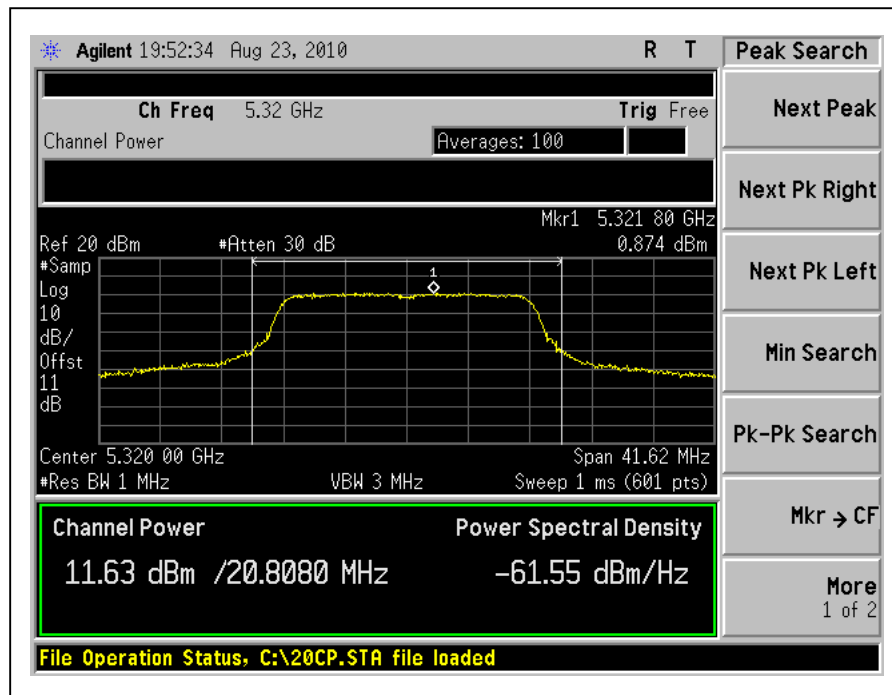 Agilent 19:52:34 Aug 23, 2010 R T
Peak Search
Ch Freq 5.32 GHz Trig Free
Channel Power Averages: 100
Mkr1 5.321 80 GHz
Ref 20 dBm #Atten 30 dB 0.874 dBm
#Samp
Log
10
dB/
Offst
11
dB
1
Center 5.320 00 GHz Span 41.62 MHz
#Res BW 1 MHz VBW 3 MHz Sweep 1 ms (601 pts)
Channel Power Power Spectral Density
11.63 dBm /20.8080 MHz -61.55 dBm/Hz
File Operation Status, C:\20CP.STA file loaded
Next Peak
Next Pk Right
Next Pk Left
Min Search
Pk-Pk Search
Mkr → CF
More
1 of 2